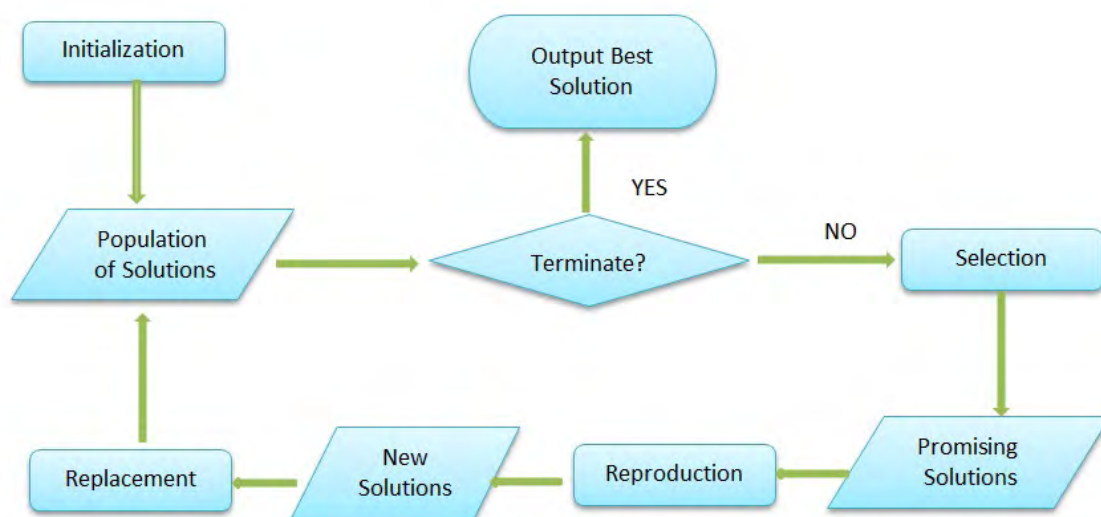 Initialization
Output Best
Solution
YES
Population
of Solutions
Terminate?
NO
Selection
Promising
Solutions
Reproduction
New
Solutions
Replacement